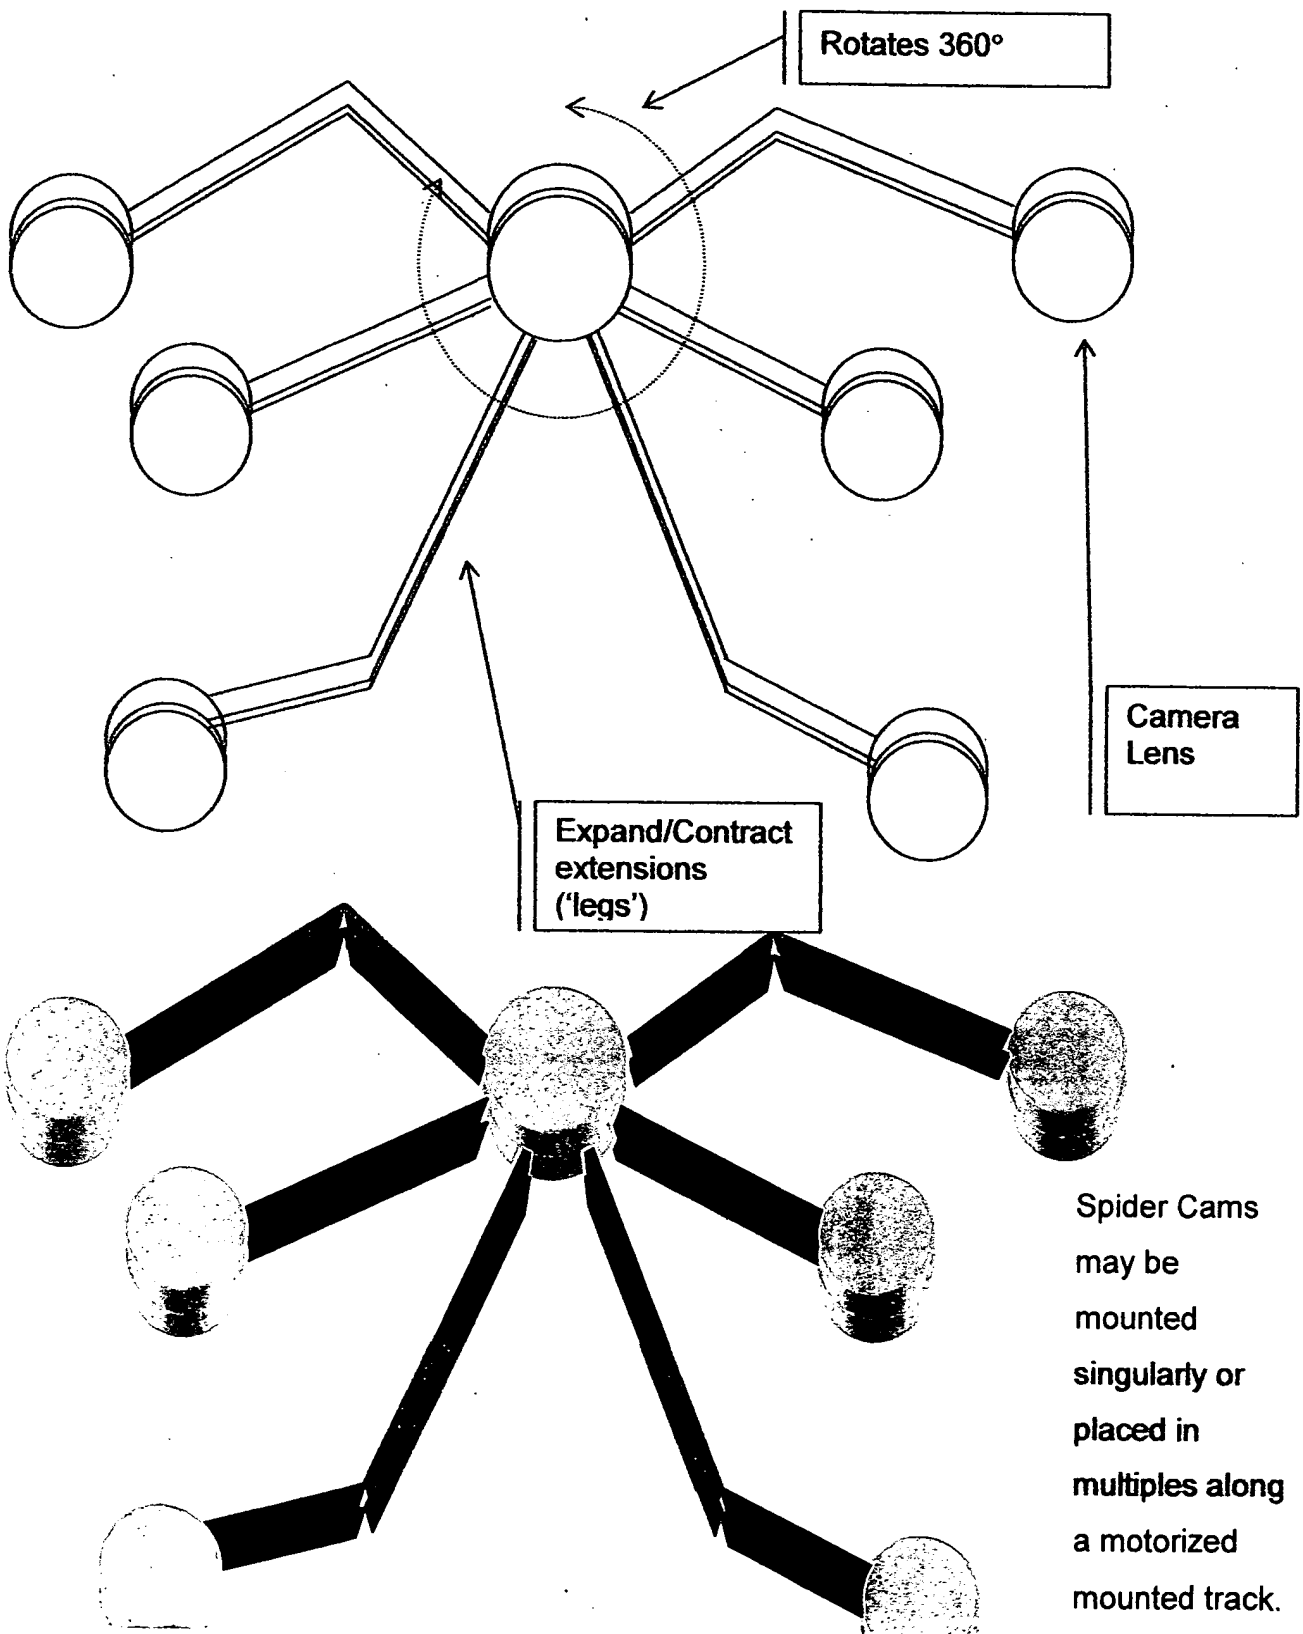 Rotates 360°
Camera
Lens
Expand/Contract
extensions
(‘legs’)
Spider Cams
may be
mounted
singularly or
placed in
multiples along
a motorized
mounted track.